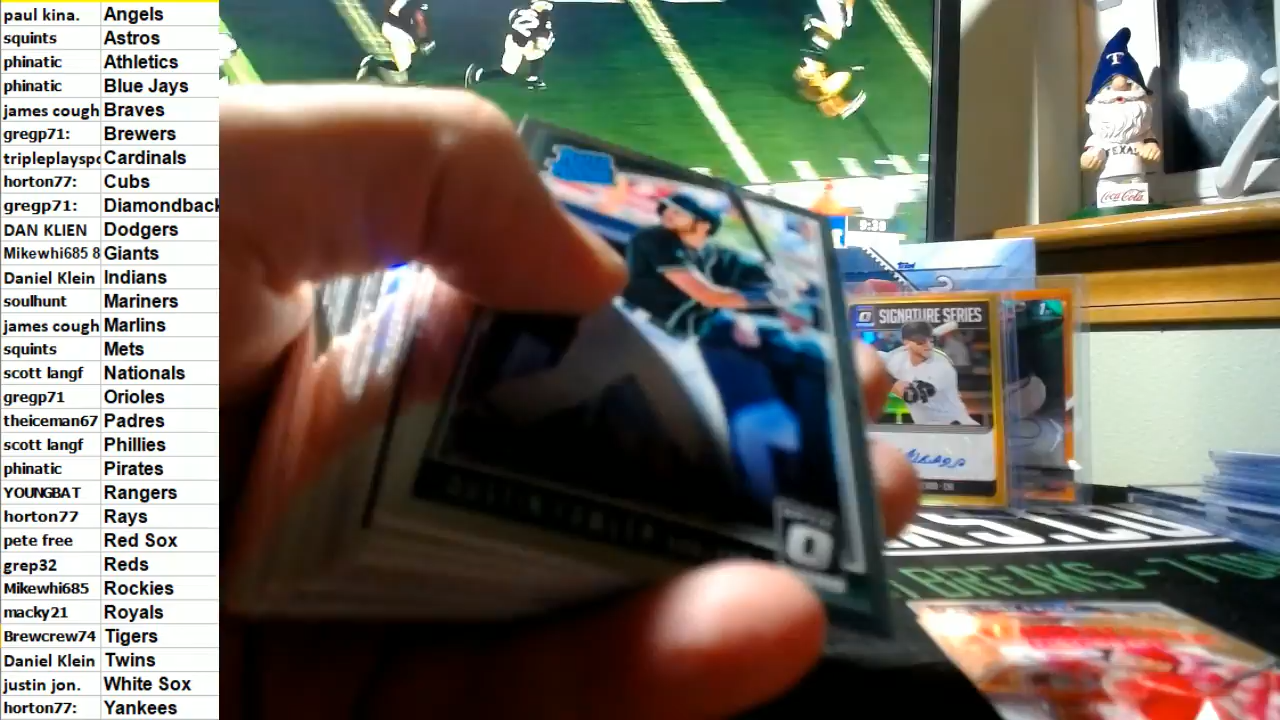 paul kina. Angels
squints Astros
phinatic Athletics
phinatic Blue Jays
james cough Braves
gregp71: Brewers
tripleplayspo Cardinals
horton77: Cubs
gregp71: Diamondback
DAN KLIEN Dodgers
Mikewhi685 8 Giants
Daniel Klein Indians
soulhunt Mariners
james cough Marlins
squints Mets
scott langf Nationals
gregp71 Orioles
theiceman67 Padres
scott langf Phillies
phinatic Pirates
YOUNGBAT Rangers
horton77 Rays
pete free Red Sox
grep32 Reds
Mikewhi685 Rockies
macky21 Royals
Brewcrew74 Tigers
Daniel Klein Twins
justin jon. White Sox
horton77: Yankees
T
TEXAS
Coca-Cola
SIGNATURE SERIES
BREAKS